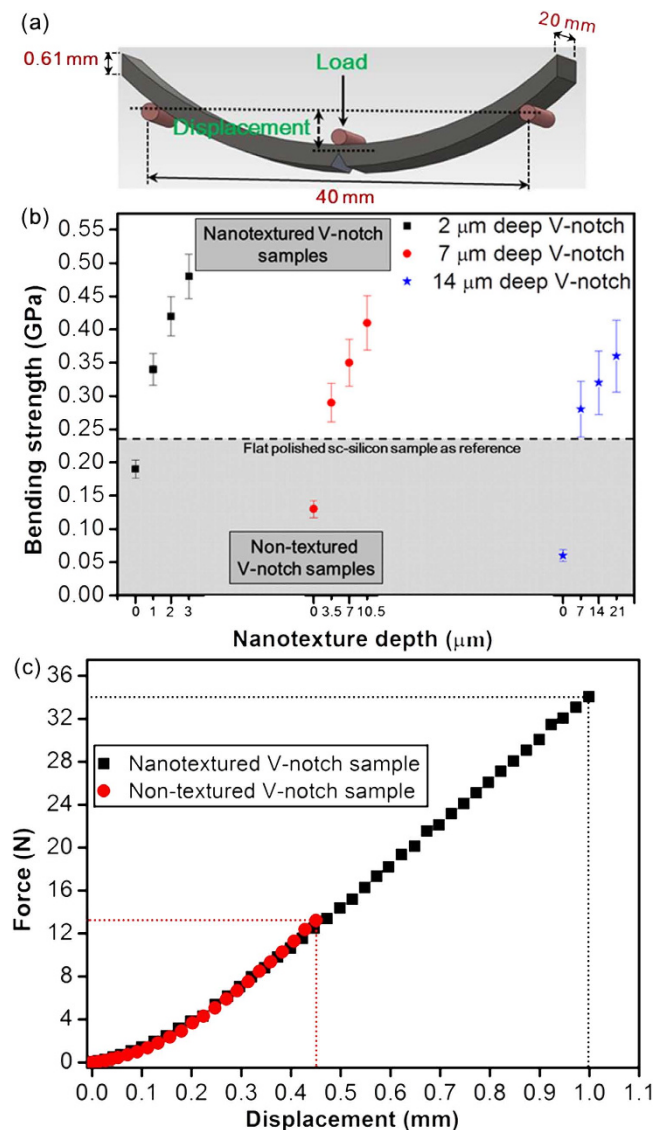 (a)
20 mm
0.61 mm
Load
Displacement
40 mm
(b)
0.55
0.50
0.45
0.40
0.35
0.30
0.25
0.20
0.15
0.10
0.05
0.00
Bending strength (GPa)
Nanotextured V-notch
samples
2 μm deep V-notch
7 μm deep V-notch
14 μm deep V-notch
Flat polished sc-silicon sample as reference
Non-textured
V-notch samples
0 1 2 3 0 3.5 7 10.5 0 7 14 21
Nanotexture depth (μm)
(c)
36
32
28
24
20
16
12
8
4
0
Force (N)
Nanotextured V-notch sample
Non-textured V-notch sample
0.0 0.1 0.2 0.3 0.4 0.5 0.6 0.7 0.8 0.9 1.0 1.1
Displacement (mm)